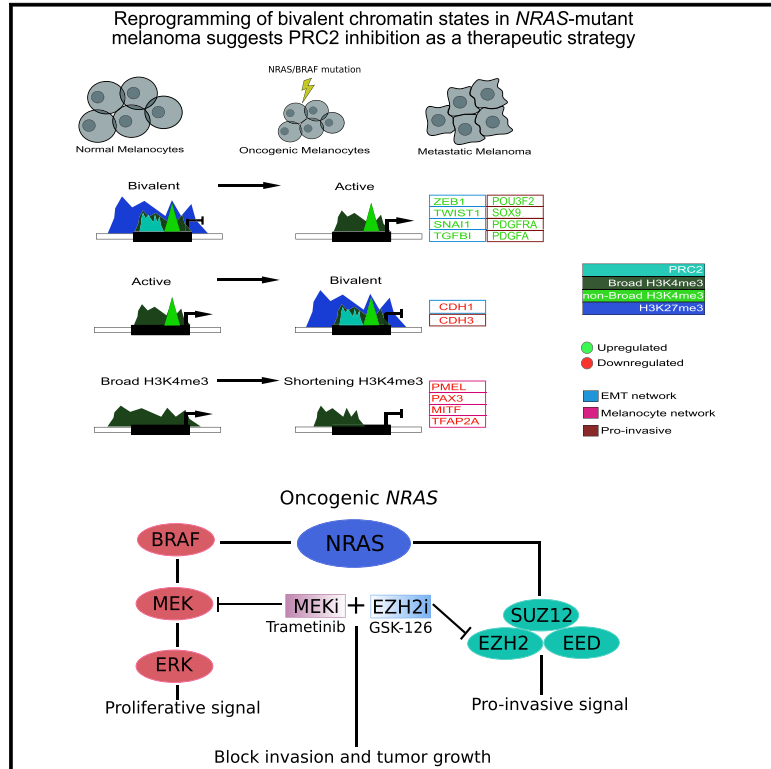 Reprogramming of bivalent chromatin states in NRAS-mutant
melanoma suggests PRC2 inhibition as a therapeutic strategy
NRAS/BRAF mutation
Normal Melanocytes
Oncogenic Melanocytes
Metastatic Melanoma
Bivalent
Active
ZEB1
POU3F2
TWIST1
SOX9
SNAI1
PDGFRA
TGFBI
PDGFA
Active
Bivalent
CDH1
CDH3
Broad H3K4me3
Shortening H3K4me3
PMEL
PAX3
MITF
TFAP2A
PRC2
Broad H3K4me3
non-Broad H3K4me3
H3K27me3
Upregulated
Downregulated
EMT network
Melanocyte network
Pro-invasive
Oncogenic NRAS
BRAF
NRAS
MEK
MEKi
+
EZH2i
Trametinib
GSK-126
SUZ12
EZH2
EED
ERK
Proliferative signal
Pro-invasive signal
Block invasion and tumor growth